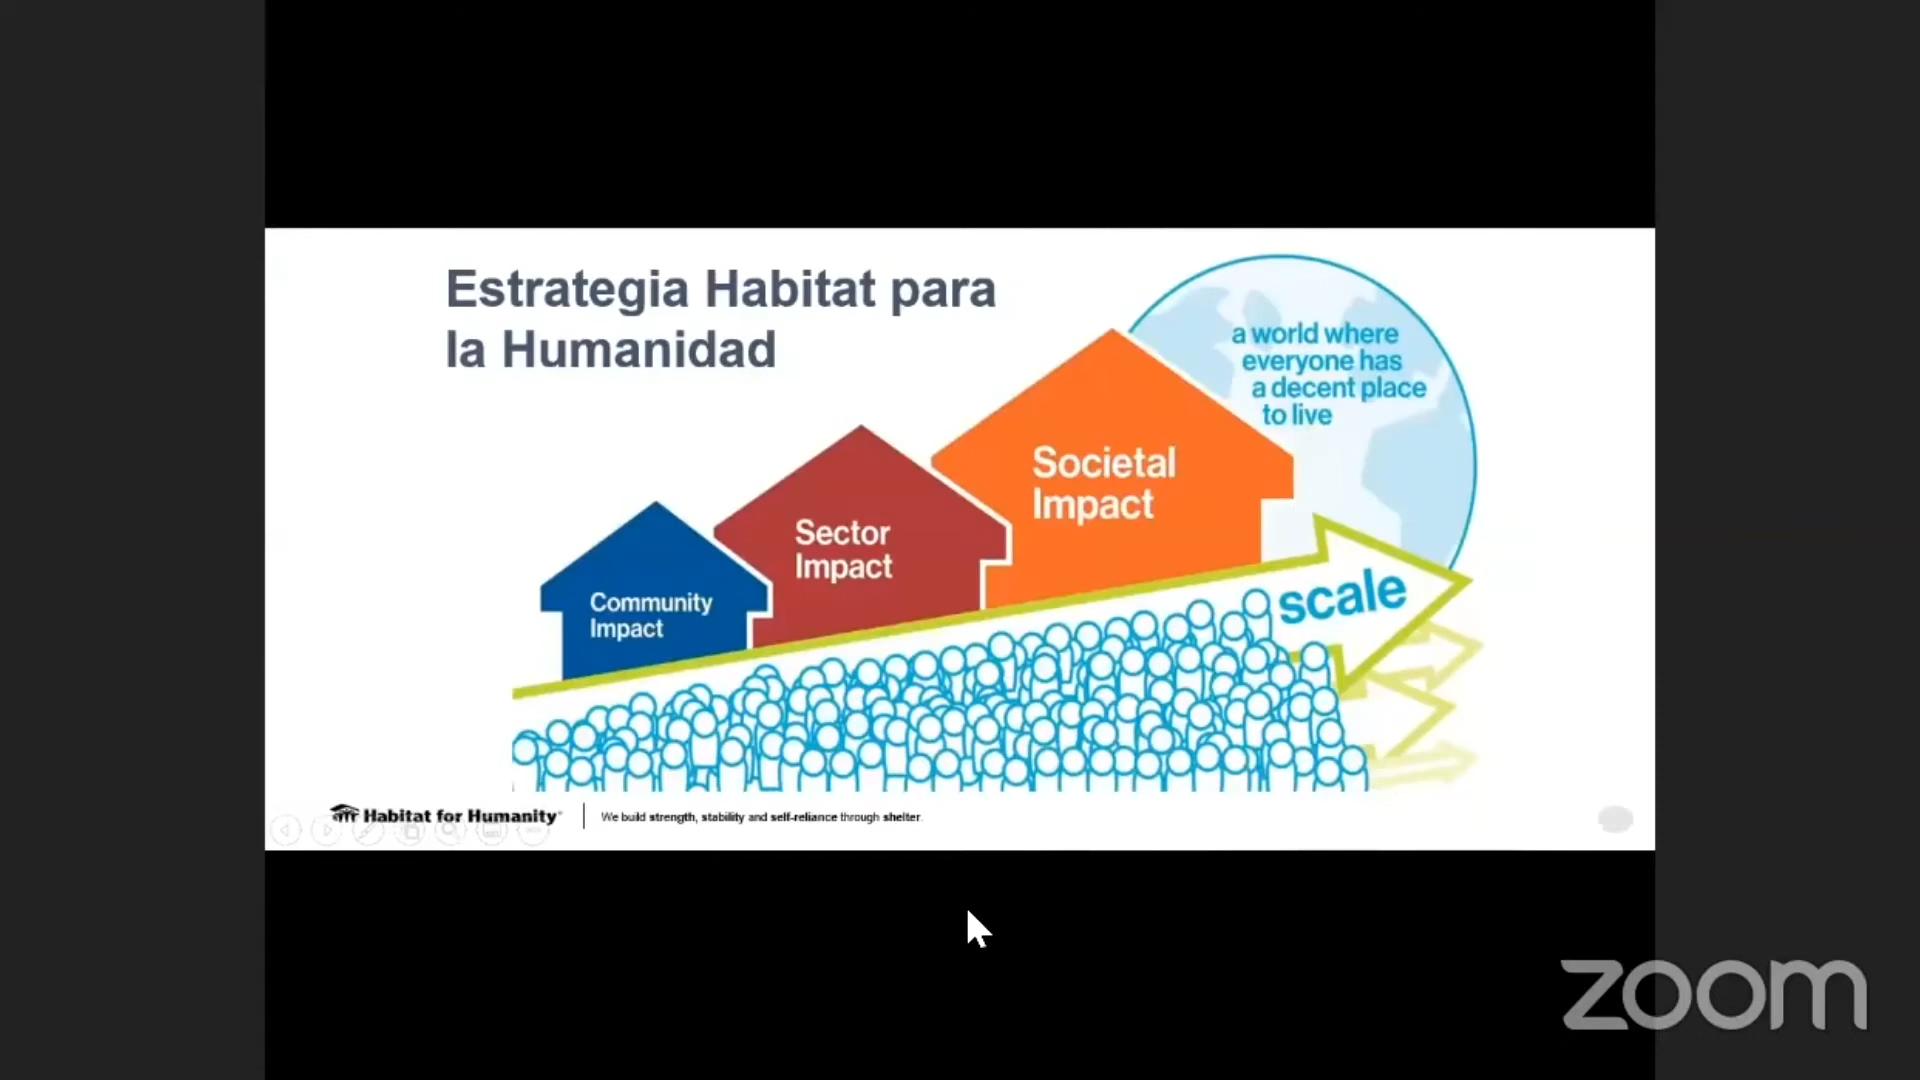 Estrategia Habitat para
la Humanidad
a world where
everyone has
a decent place
to live
Societal
Impact
Sector
Impact
Community
Impact
scale
Habitat for Humanity®
We build strength, stability and self-reliance through shelter.
zoom